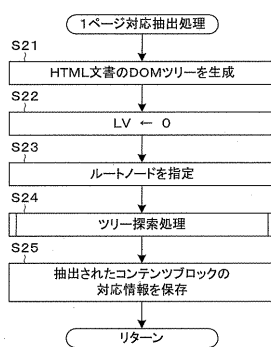 1ページ対応抽出処理
S21
HTML文書のDOMツリーを生成
S22
LV ← 0
S23
ルートノードを指定
S24
ツリー探索処理
S25
抽出されたコンテンツブロックの
対応情報を保存
リターン